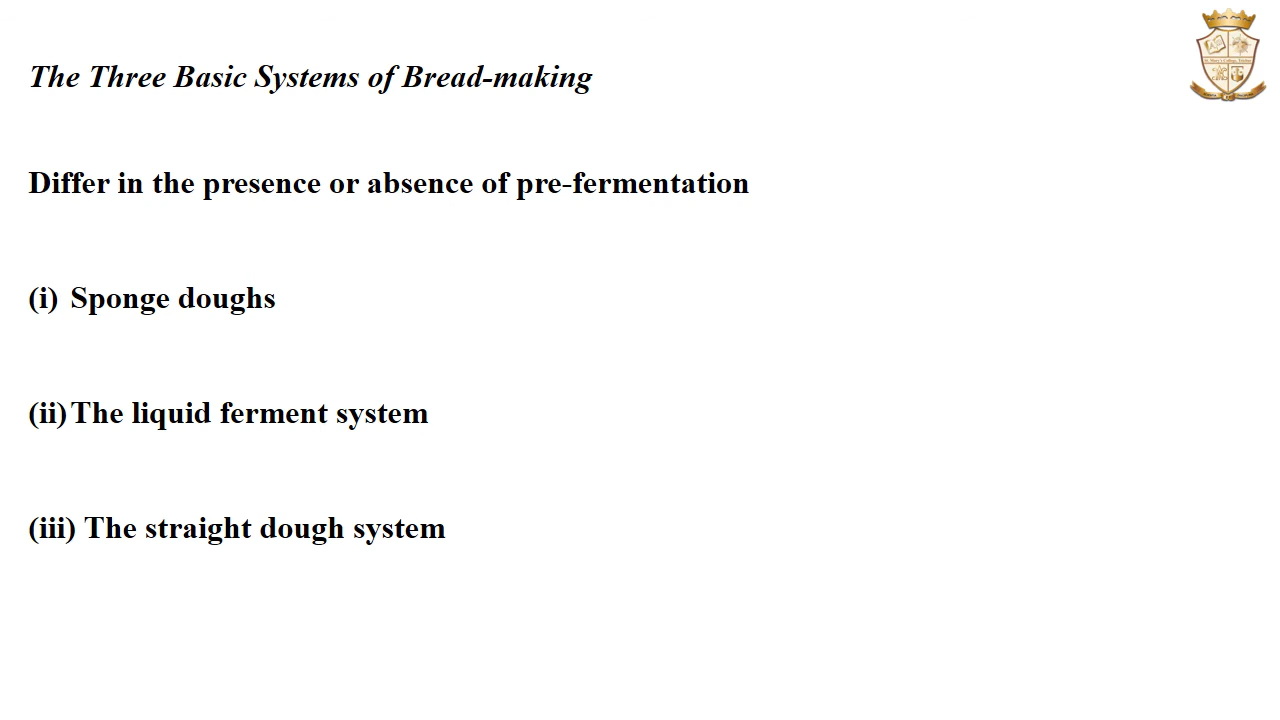 The Three Basic Systems of Bread-making
Differ in the presence or absence of pre-fermentation
(i) Sponge doughs
(ii) The liquid ferment system
(iii) The straight dough system